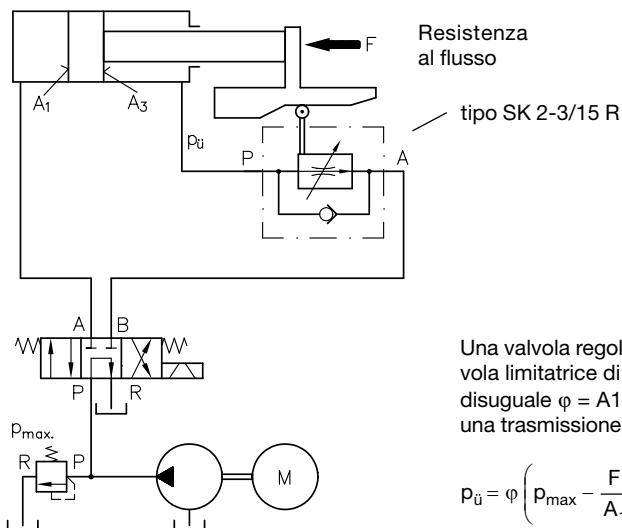 Resistenza
al flusso
F
A1
A3
tipo SK 2-3/15 R
pü
P
A
A
B
P
R
pmax.
R
P
M
Una valvola regol
vola limitatrice di
disuguale φ = A1
una trasmissione
pü = φ ( pmax − F